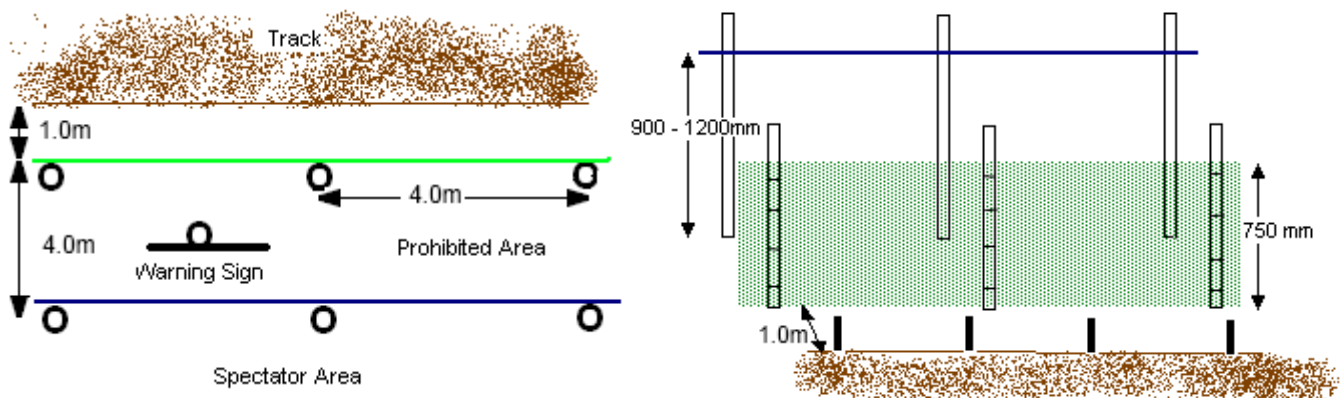 Track
1.0m
4.0m
4.0m
Prohibited Area
Warning Sign
Spectator Area
900 - 1200mm
750 mm
1.0m